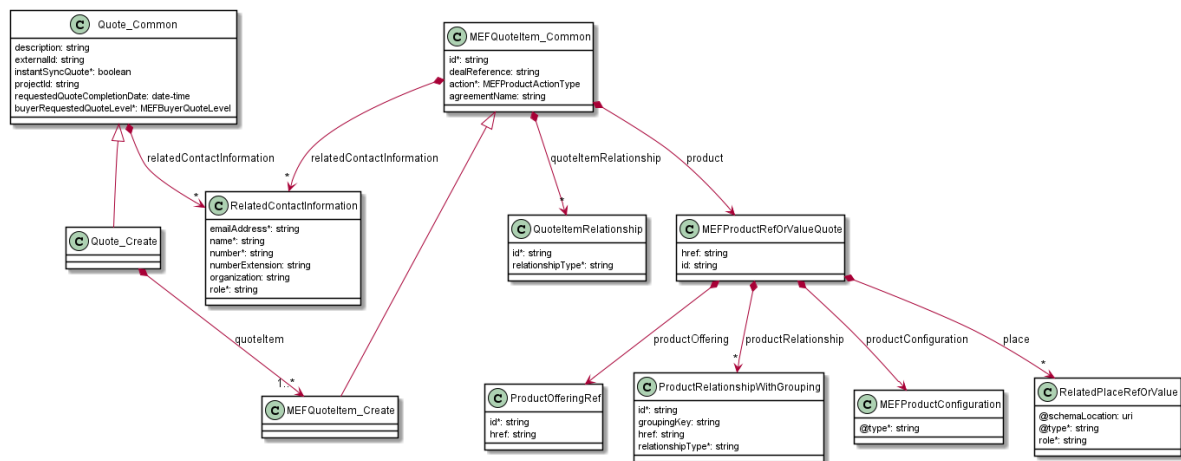 C Quote_Common
description: string
externalId: string
instantSyncQuote*: boolean
projectId: string
requestedQuoteCompletionDate: date-time
buyerRequestedQuoteLevel*: MEFBuyerQuoteLevel
C MEFQuoteItem_Common
id*: string
dealReference: string
action*: MEFProductActionType
agreementName: string
relatedContactInformation
*
relatedContactInformation
*
quoteItemRelationship
*
product
C Quote_Create
C RelatedContactInformation
emailAddress*: string
name*: string
number*: string
numberExtension: string
organization: string
role*: string
C QuoteItemRelationship
id*: string
relationshipType*: string
C MEFProductRefOrValueQuote
href: string
id: string
quoteItem
1..*
productOffering
productRelationship
*
productConfiguration
place
*
C MEFQuoteItem_Create
C ProductOfferingRef
id*: string
href: string
C ProductRelationshipWithGrouping
id*: string
groupingKey: string
href: string
relationshipType*: string
C MEFProductConfiguration
@type*: string
C RelatedPlaceRefOrValue
@schemaLocation: uri
@type*: string
role*: string